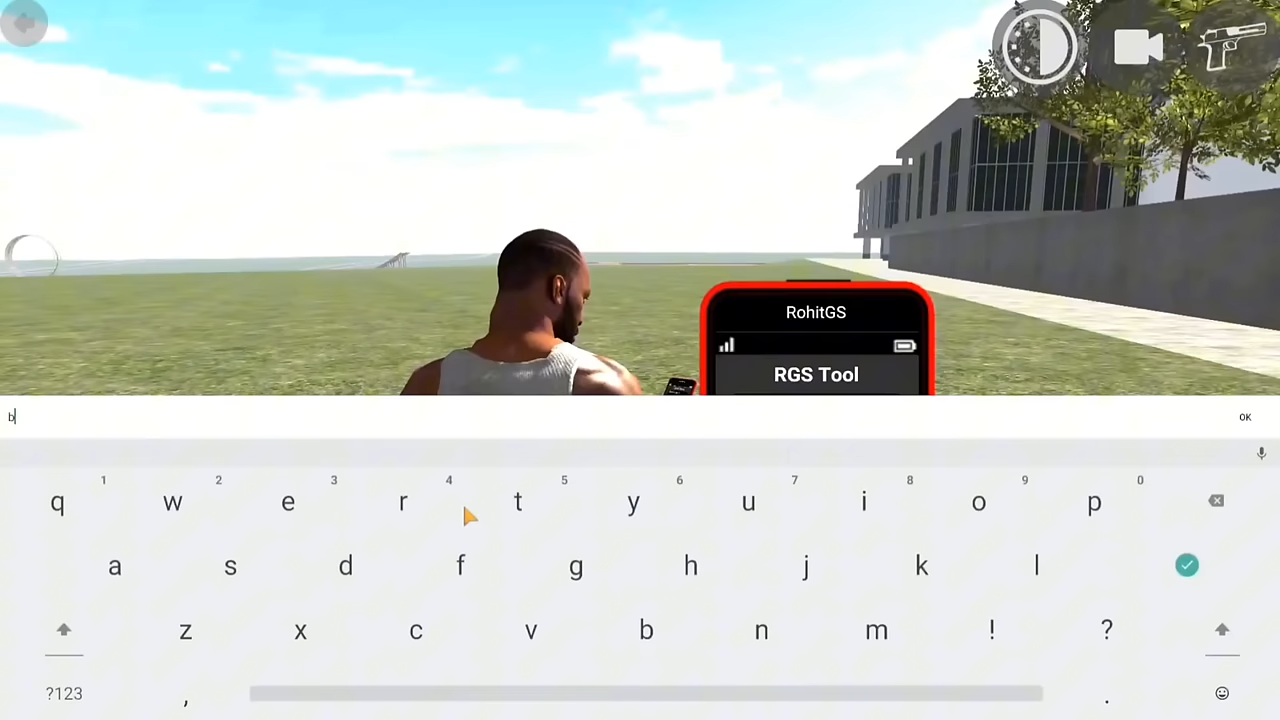 RohitGS
RGS Tool
b
OK
1 2 3 4 5 6 7 8 9 0
q w e r t y u i o p
a s d f g h j k l
z x c v b n m ! ?
?123 , .